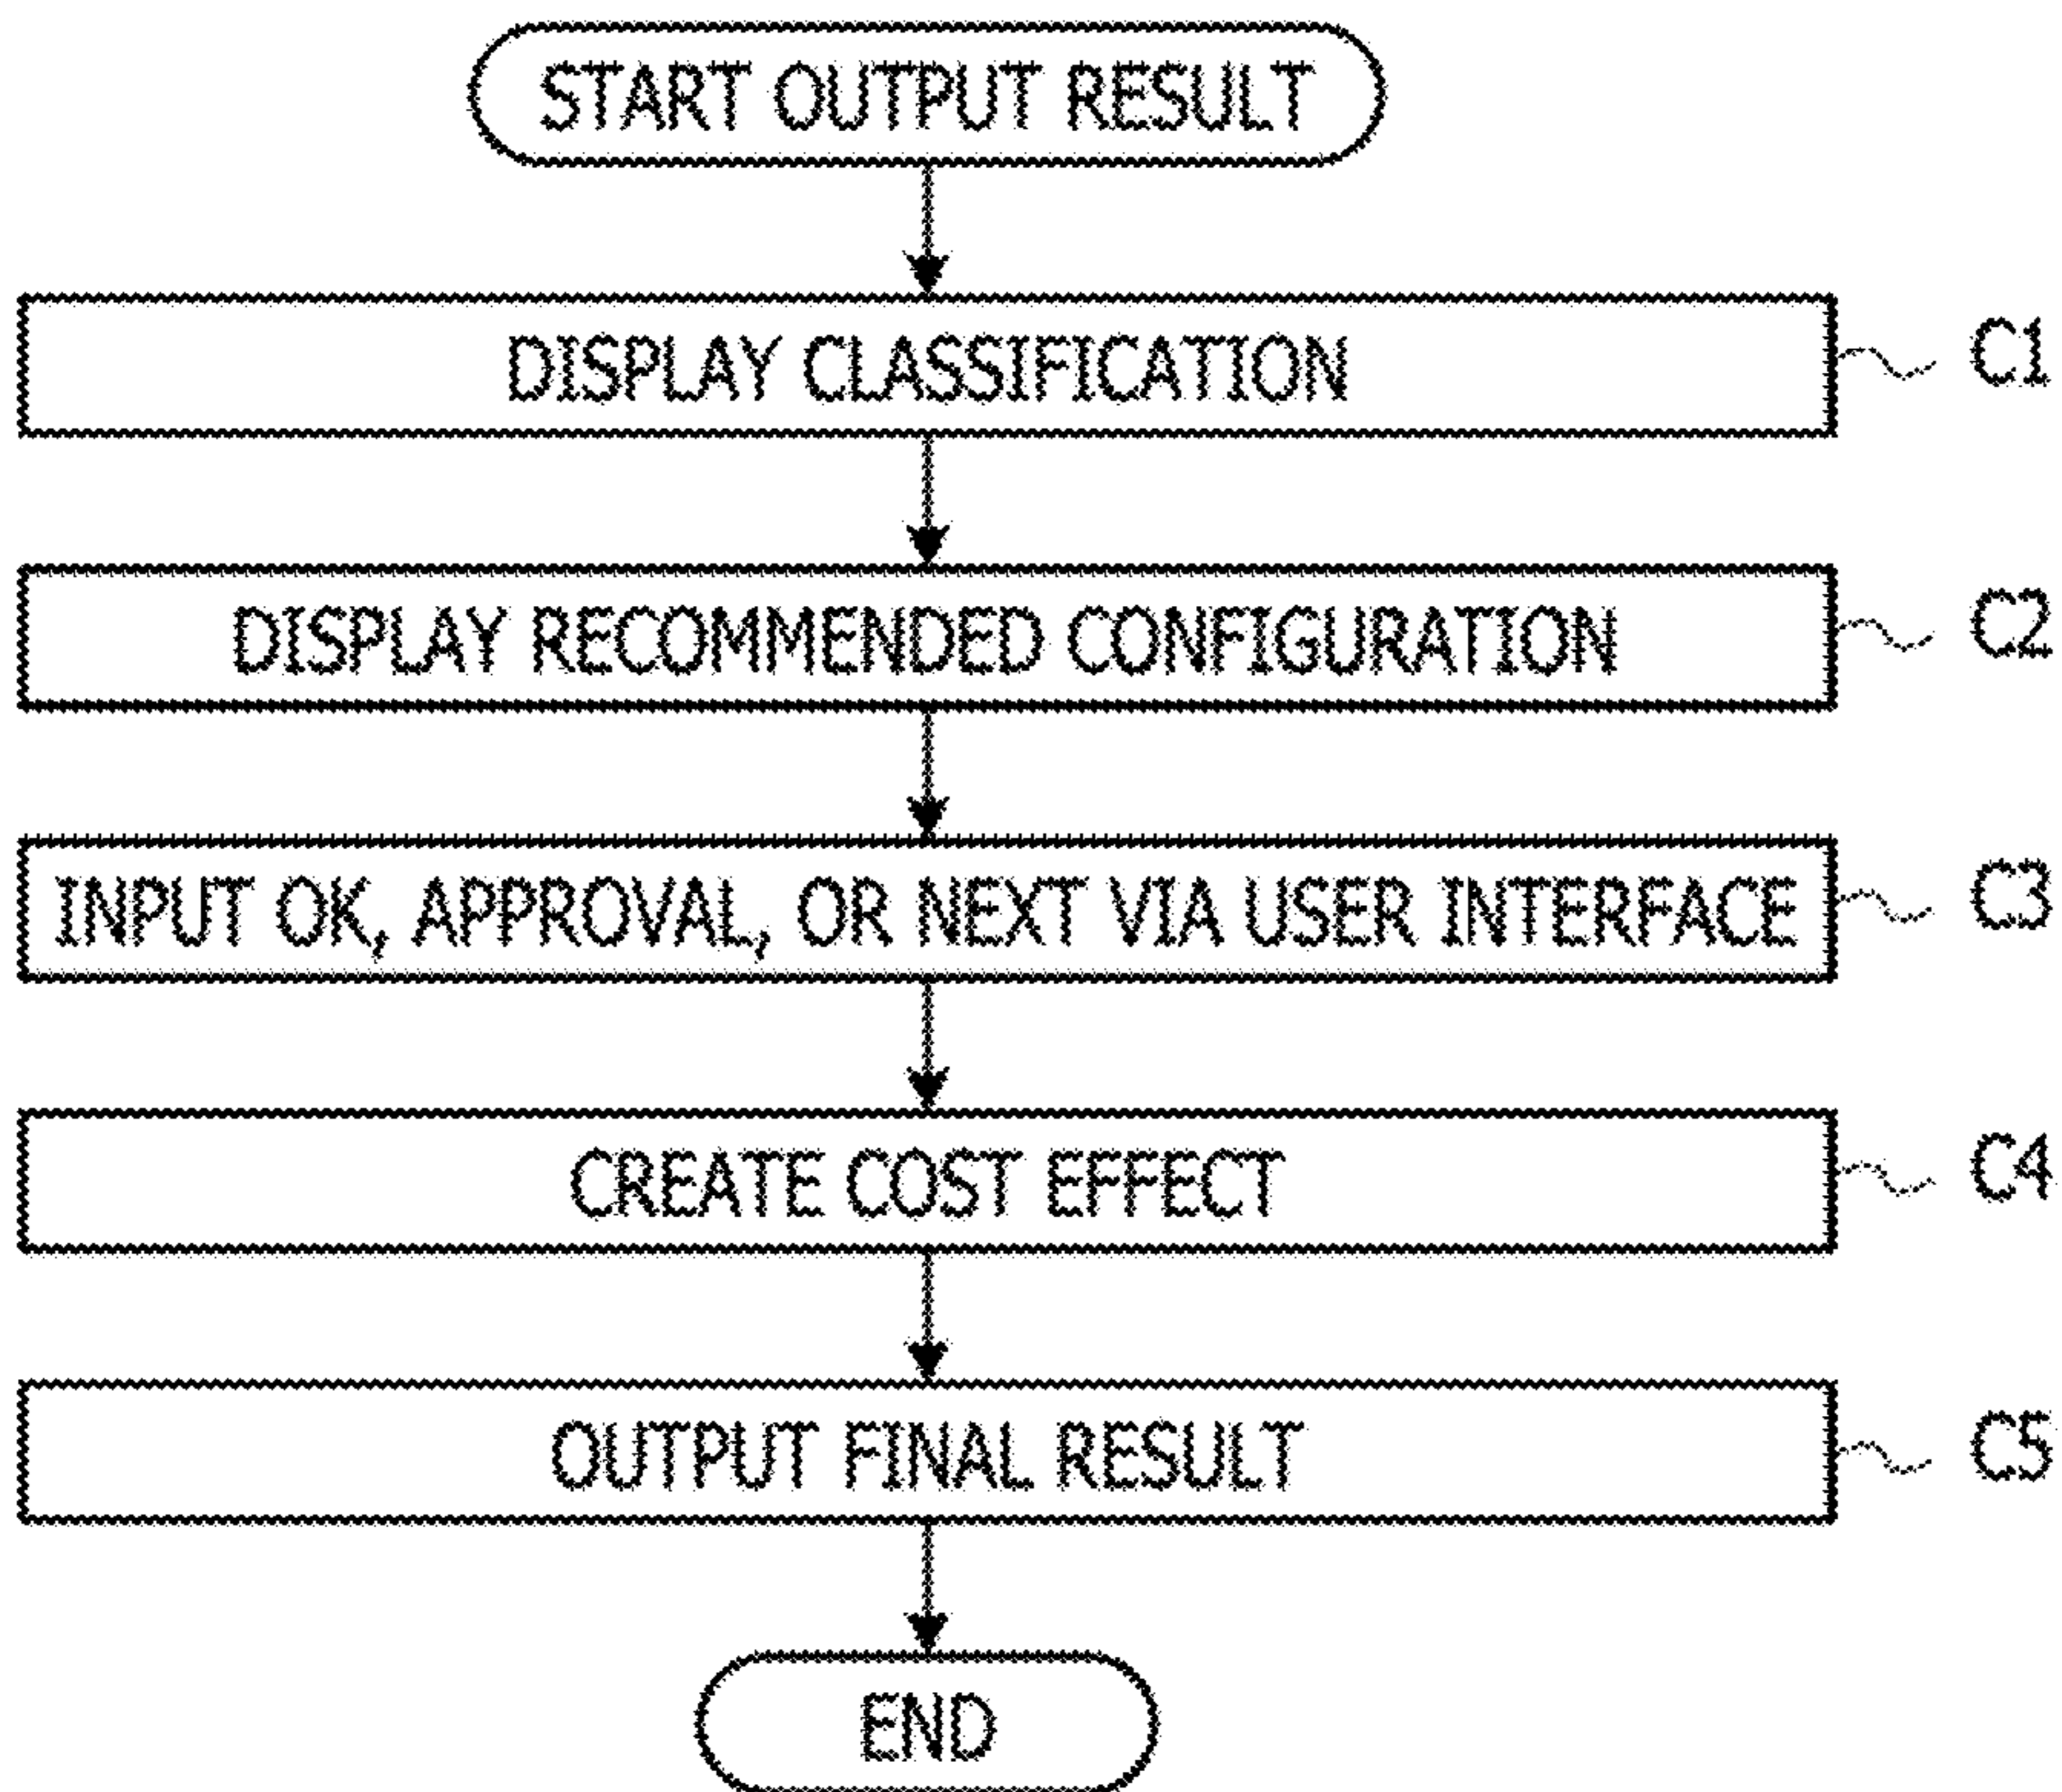 START OUTPUT RESULT
DISPLAY CLASSIFICATION
C1
DISPLAY RECOMMENDED CONFIGURATION
C2
INPUT OK, APPROVAL, OR NEXT VIA USER INTERFACE
C3
CREATE COST EFFECT
C4
OUTPUT FINAL RESULT
C5
END